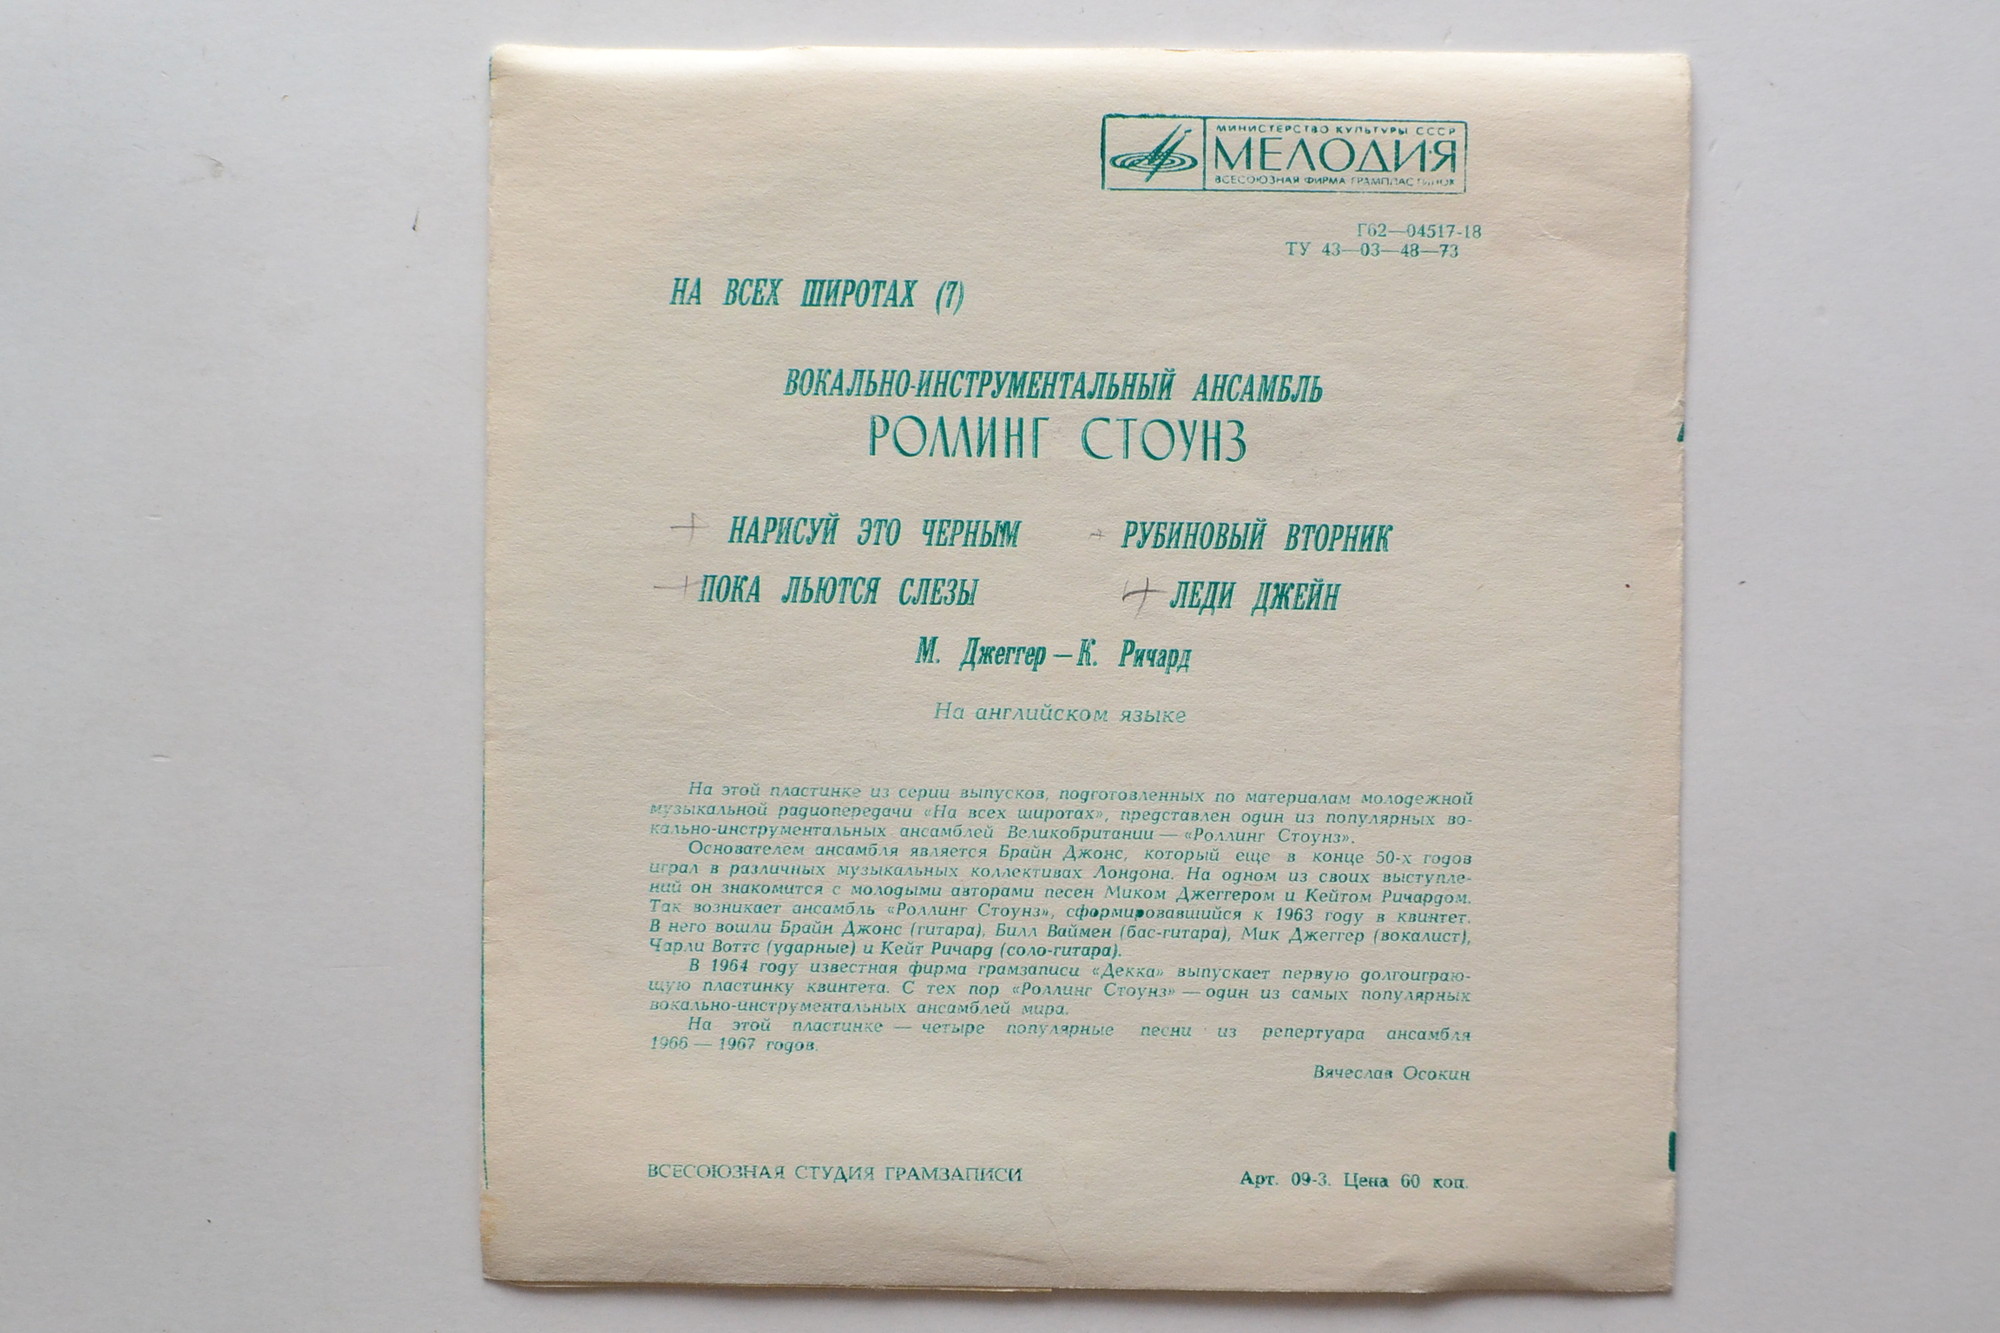 МИНИСТЕРСТВО КУЛЬТУРЫ СССР
МЕЛОДИЯ
ВСЕСОЮЗНАЯ ФИРМА ГРАМПЛАСТИНОК
Г62—04517-18
ТУ 43—03—48—73
НА ВСЕХ ШИРОТАХ (7)
ВОКАЛЬНО-ИНСТРУМЕНТАЛЬНЫЙ АНСАМБЛЬ
РОЛЛИНГ СТОУНЗ
+ НАРИСУЙ ЭТО ЧЕРНЫМ + РУБИНОВЫЙ ВТОРНИК
+ ПОКА ЛЬЮТСЯ СЛЕЗЫ + ЛЕДИ ДЖЕЙН
М. Джеггер — К. Ричард
На английском языке
На этой пластинке из серии выпусков, подготовленных по материалам молодежной
музыкальной радиопередачи «На всех широтах», представлен один из популярных во-
кально-инструментальных ансамблей Великобритании — «Роллинг Стоунз».
Основателем ансамбля является Брайн Джонс, который еще в конце 50-х годов
играл в различных музыкальных коллективах Лондона. На одном из своих выступле-
ний он знакомится с молодыми авторами песен Миком Джеггером и Кейтом Ричардом.
Так возникает ансамбль «Роллинг Стоунз», сформировавшийся к 1963 году в квинтет.
В него вошли Брайн Джонс (гитара), Билл Ваймен (бас-гитара), Мик Джеггер (вокалист),
Чарли Воттс (ударные) и Кейт Ричард (соло-гитара).
В 1964 году известная фирма грамзаписи «Декка» выпускает первую долгоиграю-
щую пластинку квинтета. С тех пор «Роллинг Стоунз» — один из самых популярных
вокально-инструментальных ансамблей мира.
На этой пластинке — четыре популярные песни из репертуара ансамбля
1966 — 1967 годов.
Вячеслав Осокин
ВСЕСОЮЗНАЯ СТУДИЯ ГРАМЗАПИСИ Арт. 09-3. Цена 60 коп.